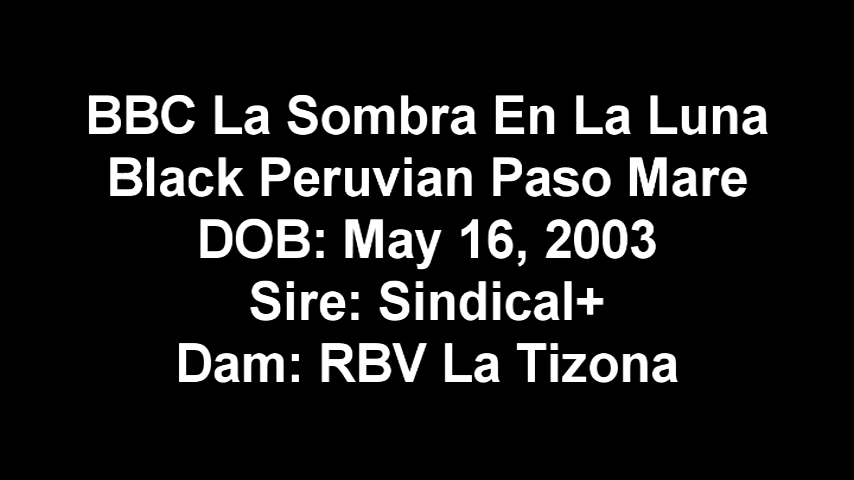 BBC La Sombra En La Luna
Black Peruvian Paso Mare
DOB: May 16, 2003
Sire: Sindical+
Dam: RBV La Tizona